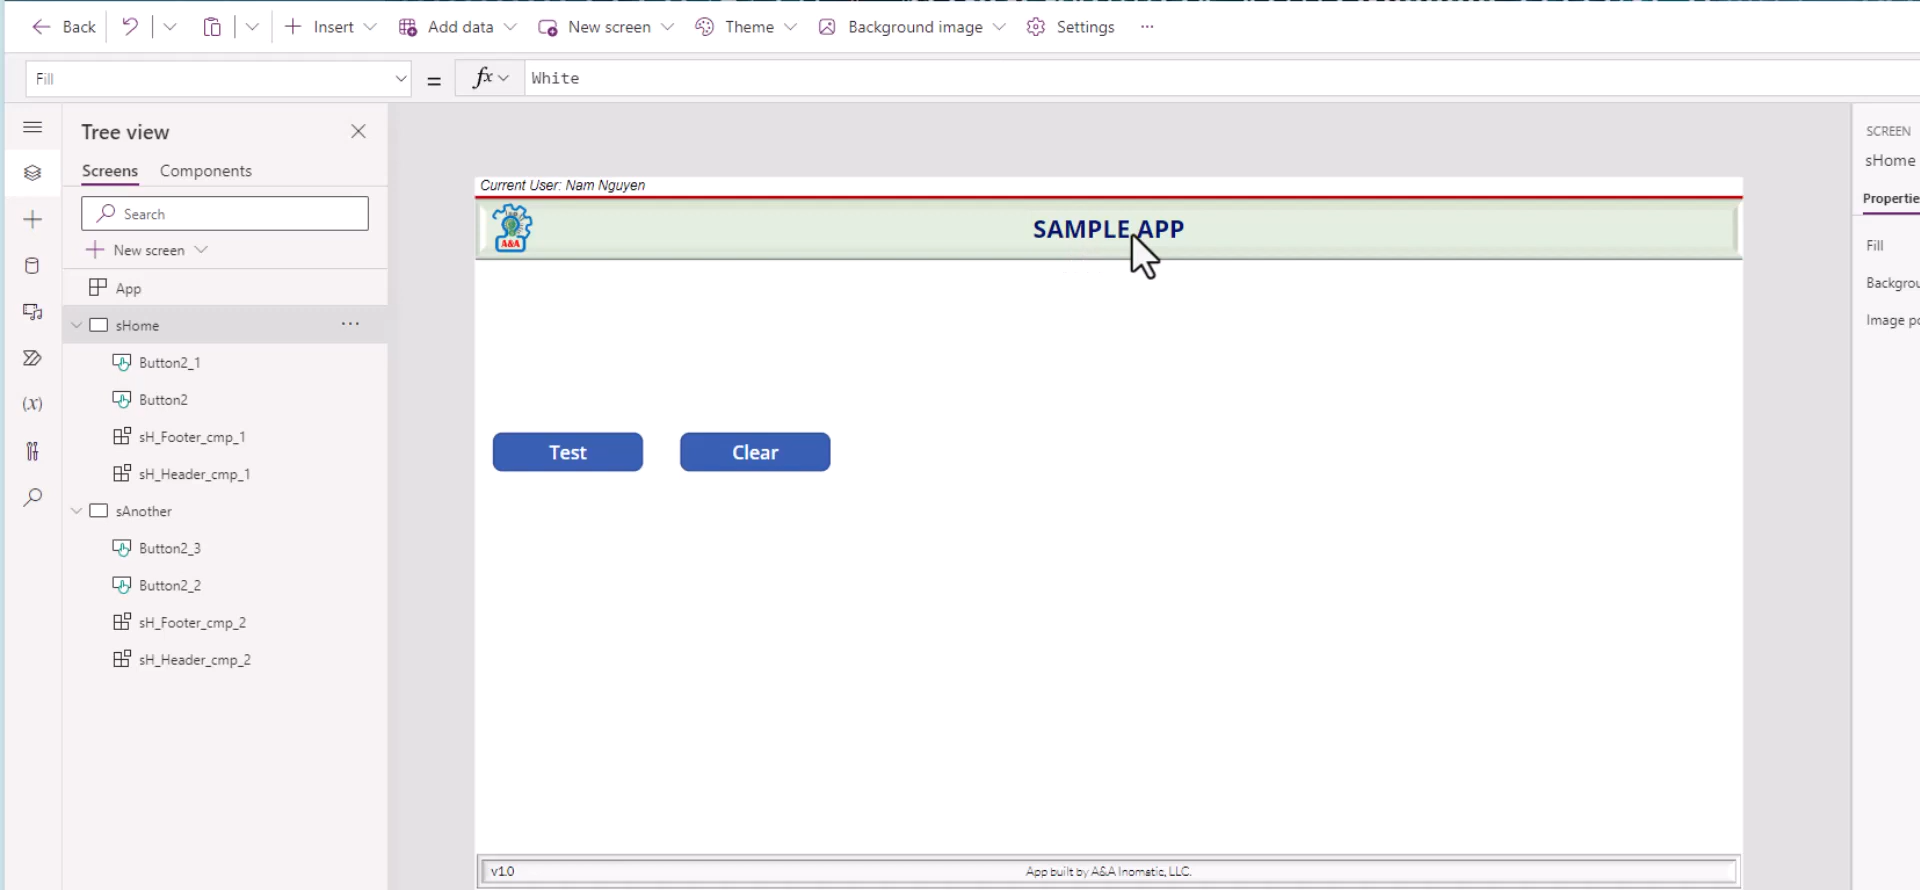 Back
Insert
Add data
New screen
Theme
Background image
Settings
...
Fill
=
fx
White
Tree view
Screens
Components
Search
New screen
App
sHome
...
Button2_1
Button2
sH_Footer_cmp_1
sH_Header_cmp_1
sAnother
Button2_3
Button2_2
sH_Footer_cmp_2
sH_Header_cmp_2
(x)
Current User: Nam Nguyen
A&A
SAMPLE APP
Test
Clear
v1.0
App built by A&A Inomatic, LLC.
SCREEN
sHome
Propertie
Fill
Backgrou
Image po